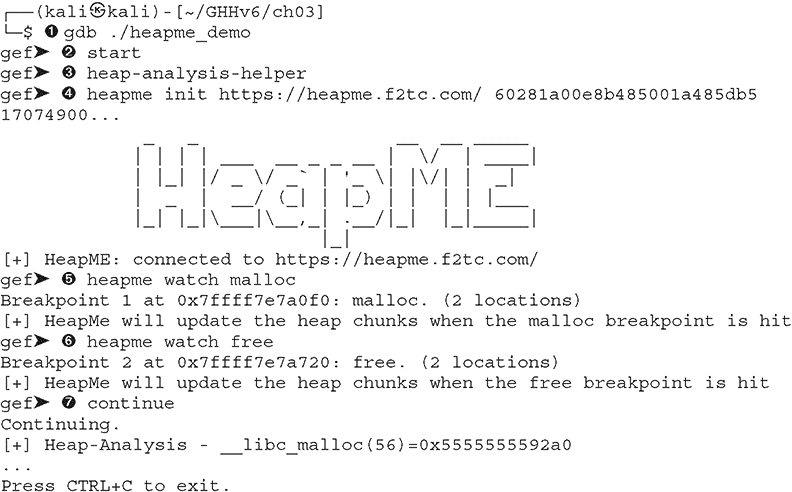 ┌──(kali㉿kali)-[~/GHHv6/ch03]
└─$ ❶gdb ./heapme_demo
gef➤ ❷ start
gef➤ ❸ heap-analysis-helper
gef➤ ❹ heapme init https://heapme.f2tc.com/ 60281a00e8b485001a485db5
17074900...
HeapME
[+] HeapME: connected to https://heapme.f2tc.com/
gef➤ ❺ heapme watch malloc
Breakpoint 1 at 0x7ffff7e7a0f0: malloc. (2 locations)
[+] HeapMe will update the heap chunks when the malloc breakpoint is hit
gef➤ ❻ heapme watch free
Breakpoint 2 at 0x7ffff7e7a720: free. (2 locations)
[+] HeapMe will update the heap chunks when the free breakpoint is hit
gef➤ ❼ continue
Continuing.
[+] Heap-Analysis - __libc_malloc(56)=0x5555555592a0
...
Press CTRL+C to exit.